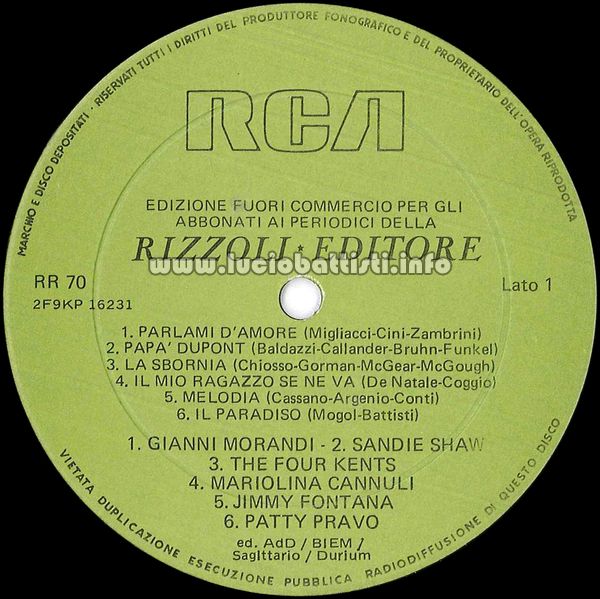 MARCHIO E DISCO DEPOSITATI · RISERVATI TUTTI I DIRITTI DEL PRODUTTORE FONOGRAFICO E DEL PROPRIETARIO DELL'OPERA RIPRODOTTA
RCA
EDIZIONE FUORI COMMERCIO PER GLI
ABBONATI AI PERIODICI DELLA
RIZZOLI * EDITORE
www.luciobattisti.info
RR 70
Lato 1
2F9KP 16231
1. PARLAMI D'AMORE (Migliacci-Cini-Zambrini)
2. PAPA' DUPONT (Baldazzi-Callander-Bruhn-Funkel)
3. LA SBORNIA (Chiosso-Gorman-McGear-McGough)
4. IL MIO RAGAZZO SE NE VA (De Natale-Coggio)
5. MELODIA (Cassano-Argenio-Conti)
6. IL PARADISO (Mogol-Battisti)
1. GIANNI MORANDI - 2. SANDIE SHAW
3. THE FOUR KENTS
4. MARIOLINA CANNULI
5. JIMMY FONTANA
6. PATTY PRAVO
ed. AdD / BIEM /
Sagittario / Durium
VIETATA DUPLICAZIONE ESECUZIONE PUBBLICA RADIODIFFUSIONE DI QUESTO DISCO